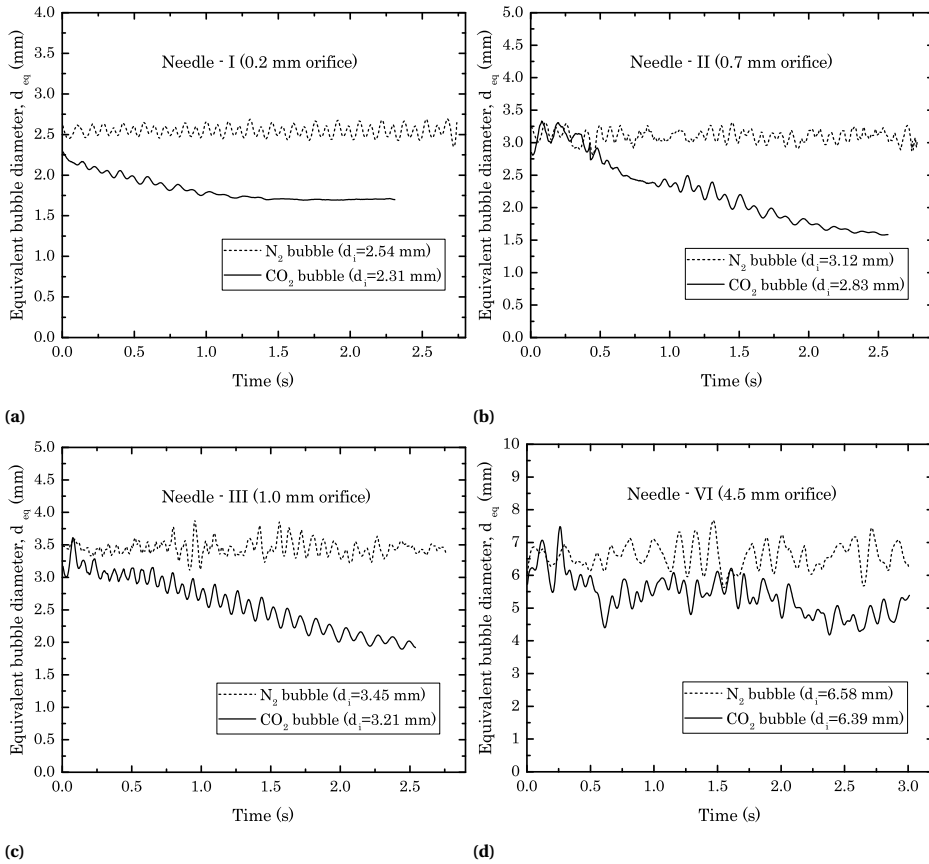 4.0
3.5
3.0
2.5
2.0
1.5
1.0
0.5
0.0
Equivalent bubble diameter, d_eq (mm)
Needle - I (0.2 mm orifice)
N₂ bubble (d_i=2.54 mm)
CO₂ bubble (d_i=2.31 mm)
0.0 0.5 1.0 1.5 2.0 2.5
Time (s)
(a)
5.0
4.5
4.0
3.5
3.0
2.5
2.0
1.5
1.0
0.5
0.0
Equivalent bubble diameter, d_eq (mm)
Needle - II (0.7 mm orifice)
N₂ bubble (d_i=3.12 mm)
CO₂ bubble (d_i=2.83 mm)
0.0 0.5 1.0 1.5 2.0 2.5
Time (s)
(b)
5.0
4.5
4.0
3.5
3.0
2.5
2.0
1.5
1.0
0.5
0.0
Equivalent bubble diameter, d_eq (mm)
Needle - III (1.0 mm orifice)
N₂ bubble (d_i=3.45 mm)
CO₂ bubble (d_i=3.21 mm)
0.0 0.5 1.0 1.5 2.0 2.5
Time (s)
(c)
10
9
8
7
6
5
4
3
2
1
0
Equivalent bubble diameter, d_eq (mm)
Needle - VI (4.5 mm orifice)
N₂ bubble (d_i=6.58 mm)
CO₂ bubble (d_i=6.39 mm)
0.0 0.5 1.0 1.5 2.0 2.5 3.0
Time (s)
(d)